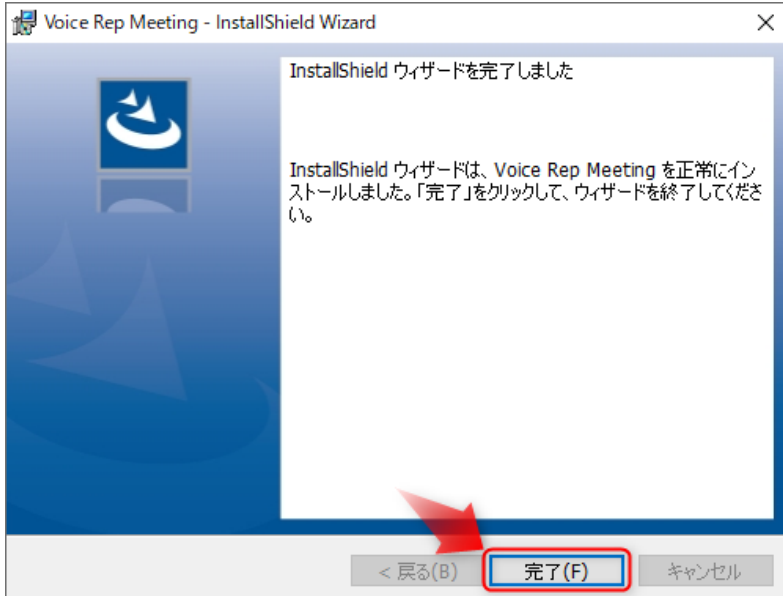 Voice Rep Meeting - InstallShield Wizard
InstallShield ウィザードを完了しました
InstallShield ウィザードは、Voice Rep Meeting を正常にイン
ストールしました。「完了」をクリックして、ウィザードを終了してくださ
い。
< 戻る(B)
完了(F)
キャンセル